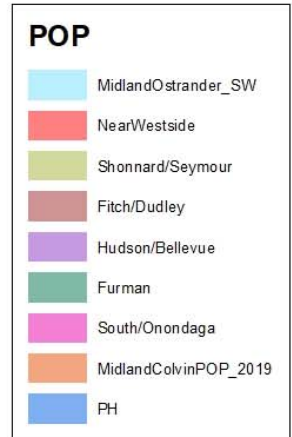 POP
MidlandOstrander_SW
NearWestside
Shonnard/Seymour
Fitch/Dudley
Hudson/Bellevue
Furman
South/Onondaga
MidlandColvinPOP_2019
PH